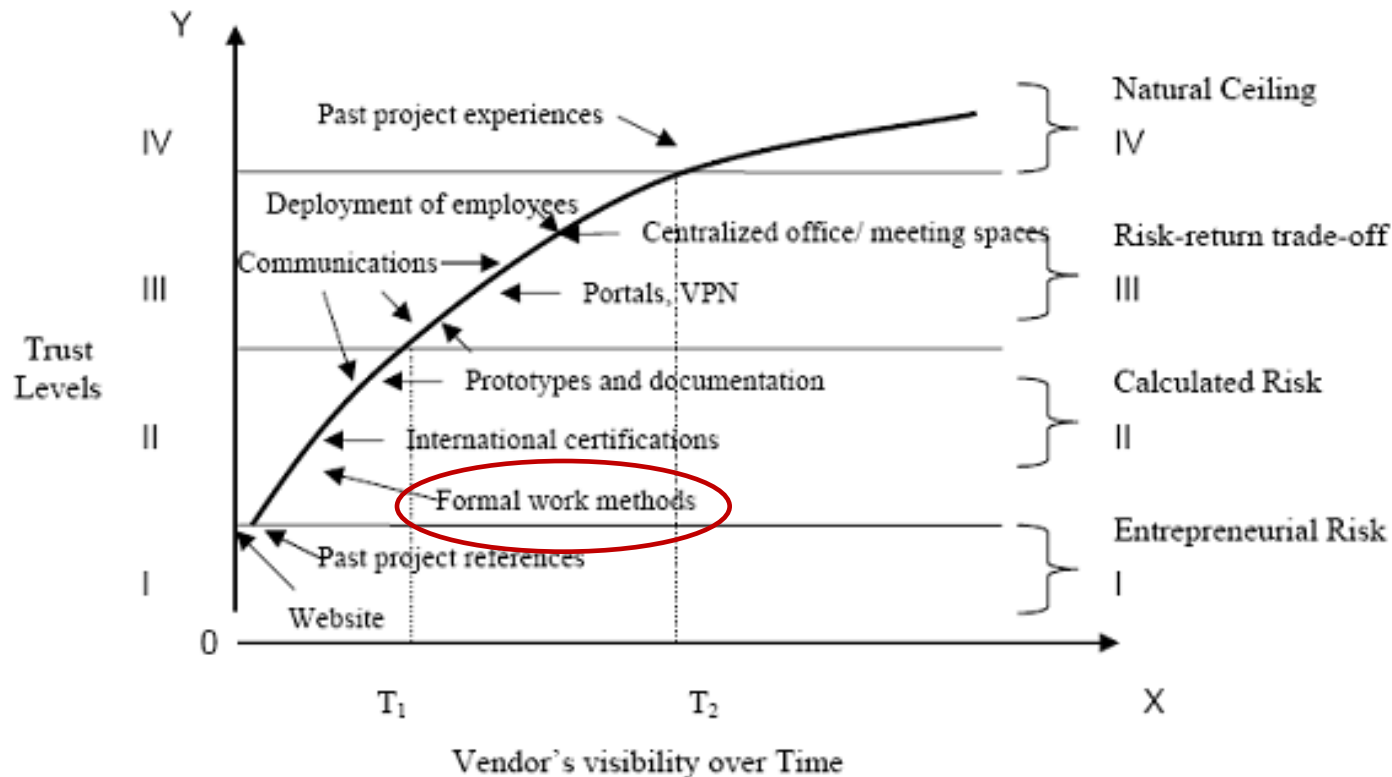 Y
Natural Ceiling
Past project experiences
IV
IV
Deployment of employees
Centralized office/ meeting spaces
Risk-return trade-off
Communications
III
Portals, VPN
III
Trust
Levels
Prototypes and documentation
Calculated Risk
II
International certifications
II
Formal work methods
Entrepreneurial Risk
Past project references
I
I
Website
0
T₁
T₂
X
Vendor's visibility over Time